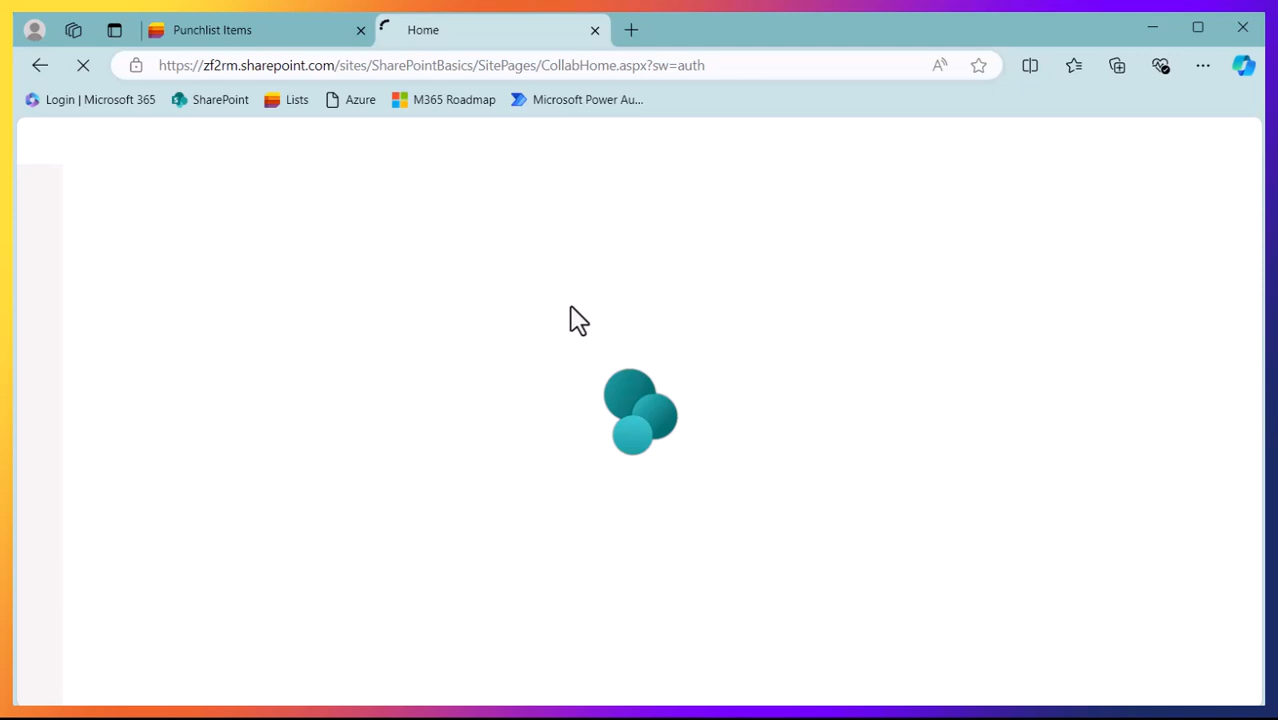 Punchlist Items
Home
https://zf2rm.sharepoint.com/sites/SharePointBasics/SitePages/CollabHome.aspx?sw=auth
Login | Microsoft 365
SharePoint
Lists
Azure
M365 Roadmap
Microsoft Power Au...